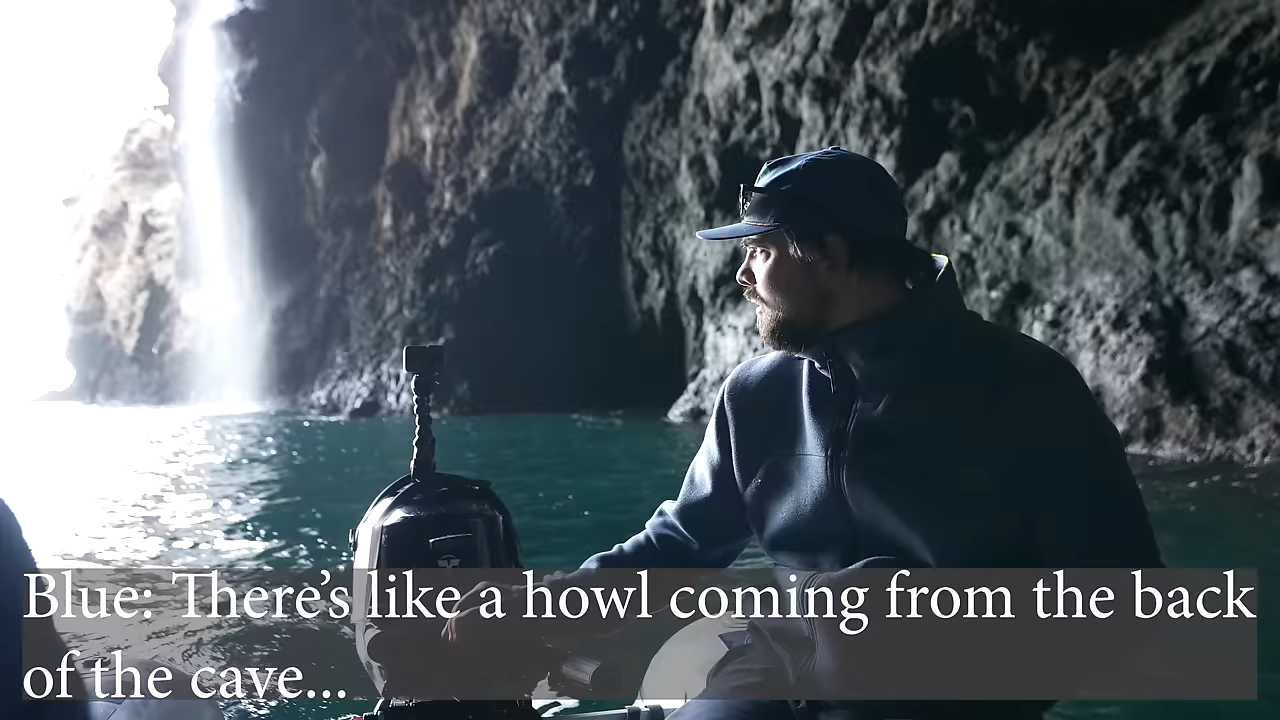 Blue: There’s like a howl coming from the back
of the cave...